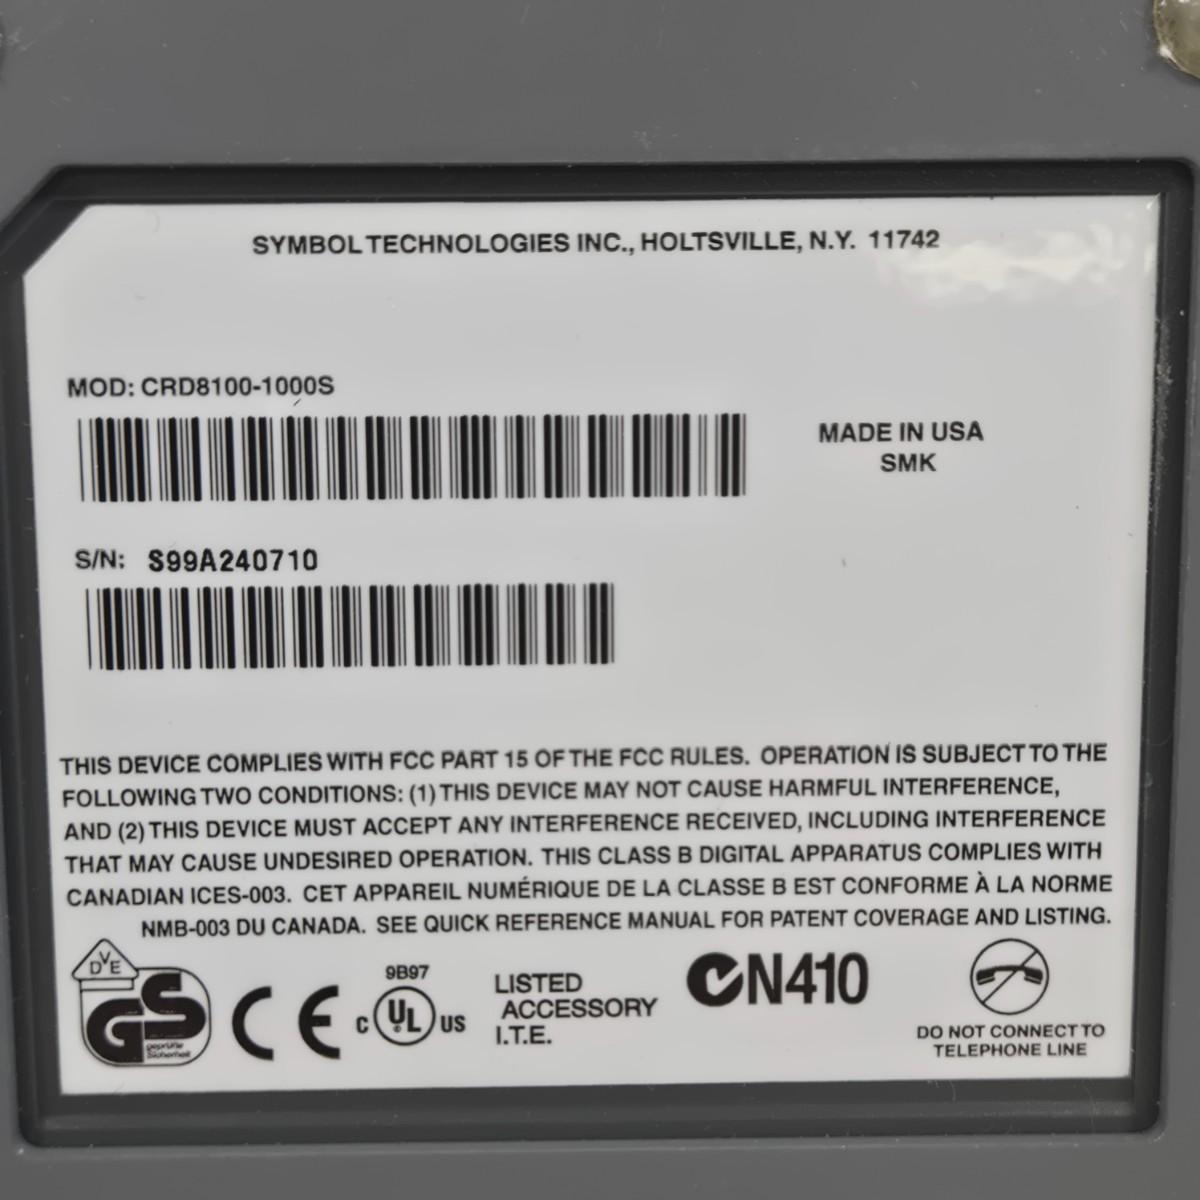 SYMBOL TECHNOLOGIES INC., HOLTSVILLE, N.Y. 11742
MOD: CRD8100-1000S
MADE IN USA
SMK
S/N: S99A240710
THIS DEVICE COMPLIES WITH FCC PART 15 OF THE FCC RULES. OPERATION IS SUBJECT TO THE
FOLLOWING TWO CONDITIONS: (1) THIS DEVICE MAY NOT CAUSE HARMFUL INTERFERENCE,
AND (2) THIS DEVICE MUST ACCEPT ANY INTERFERENCE RECEIVED, INCLUDING INTERFERENCE
THAT MAY CAUSE UNDESIRED OPERATION. THIS CLASS B DIGITAL APPARATUS COMPLIES WITH
CANADIAN ICES-003. CET APPAREIL NUMÉRIQUE DE LA CLASSE B EST CONFORME À LA NORME
NMB-003 DU CANADA. SEE QUICK REFERENCE MANUAL FOR PATENT COVERAGE AND LISTING.
DVE
GS
geprüfte
Sicherheit
CE
9B97
C UL US
LISTED
ACCESSORY
I.T.E.
N410
DO NOT CONNECT TO
TELEPHONE LINE